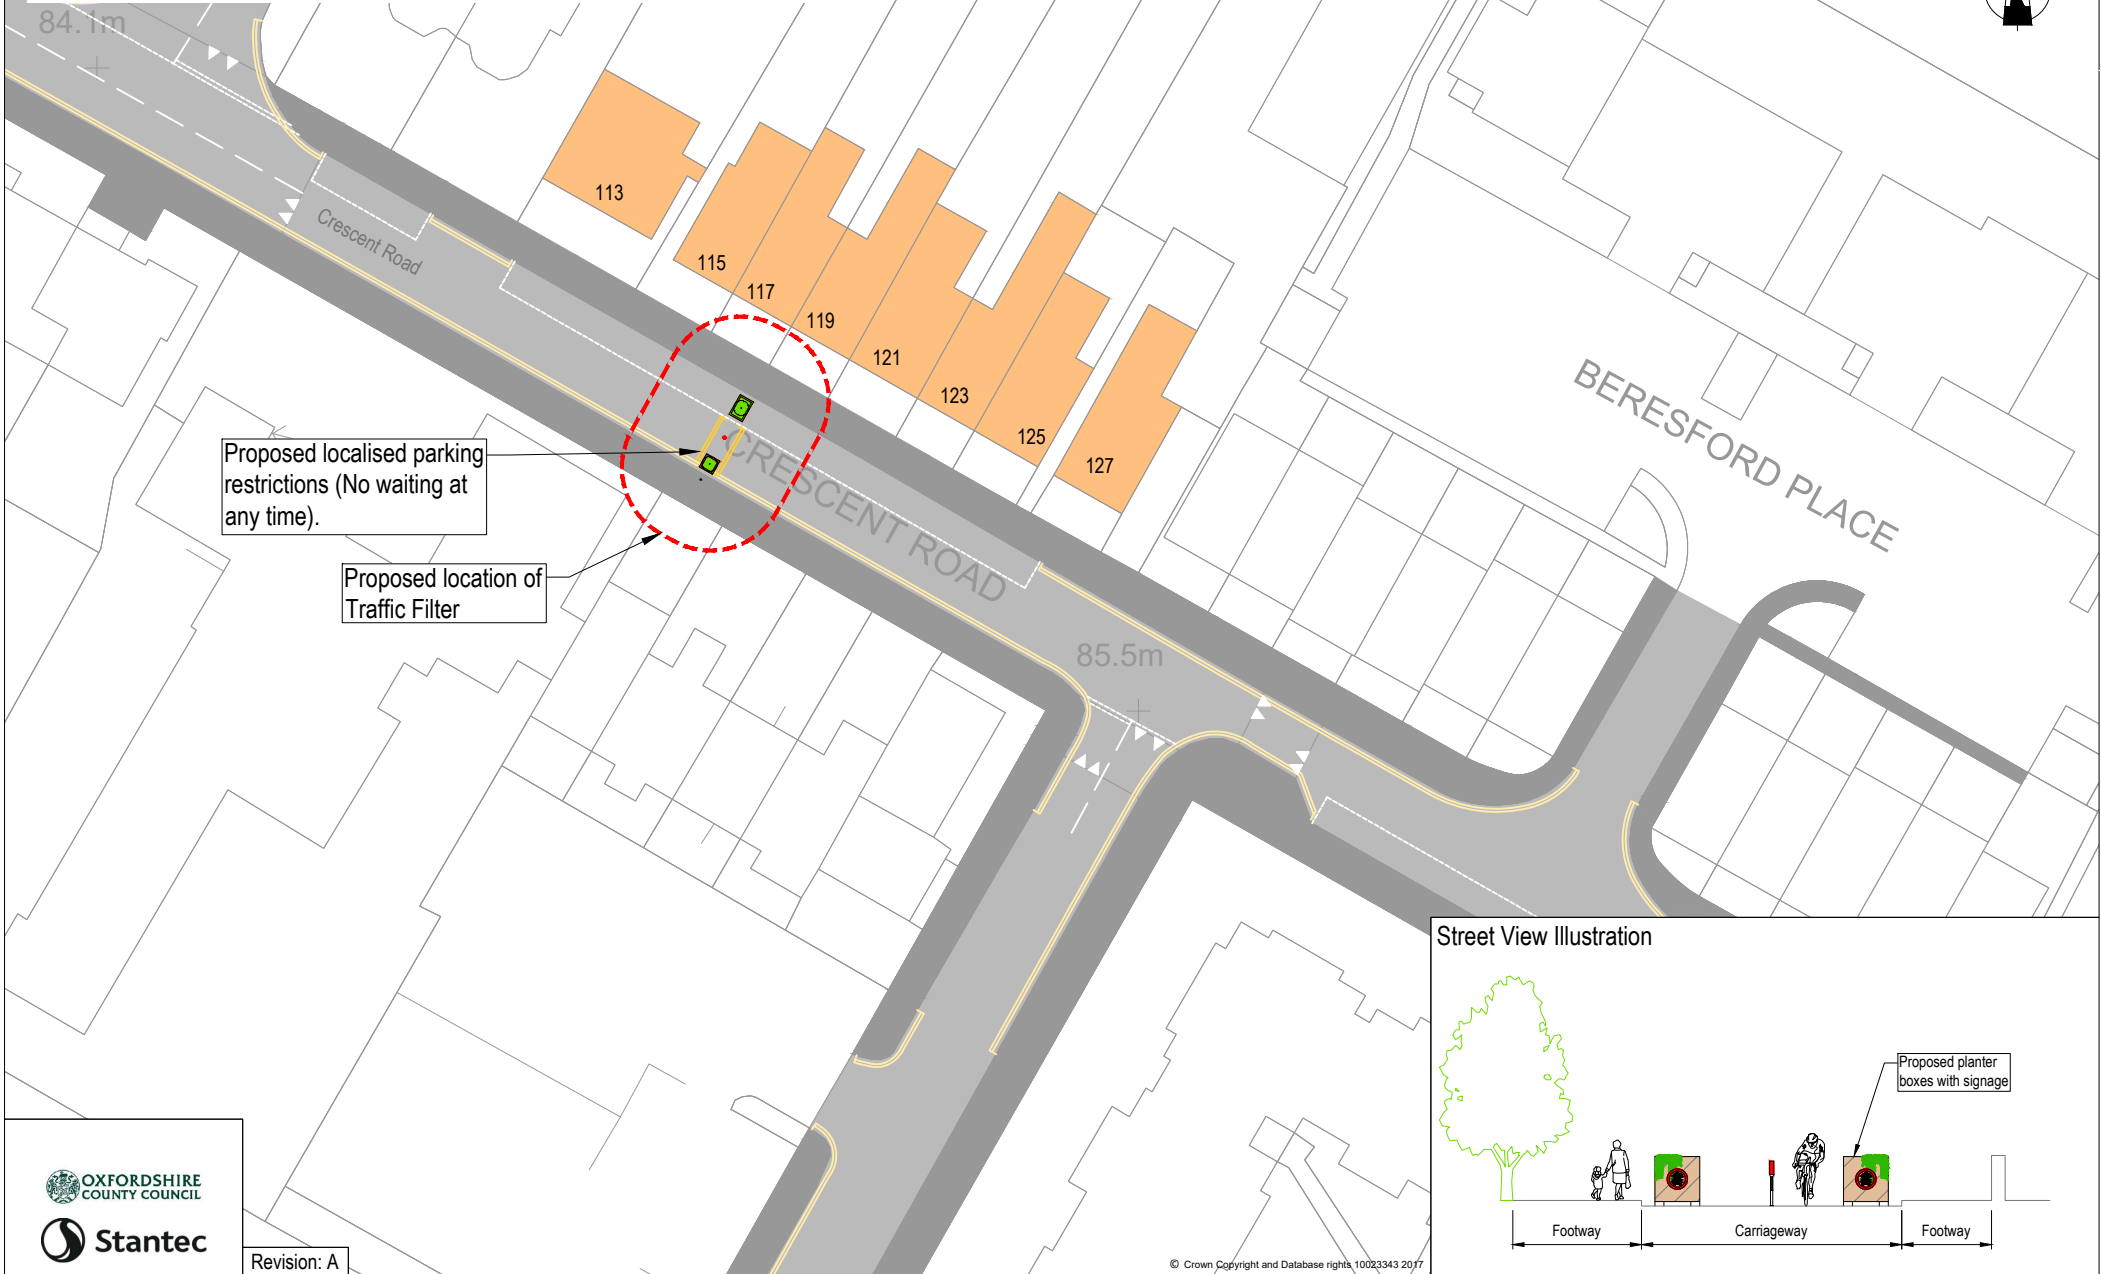 84.1m
Crescent Road
113
115
117
119
121
123
125
127
BERESFORD PLACE
CRESCENT ROAD
Proposed localised parking
restrictions (No waiting at
any time).
Proposed location of
Traffic Filter
85.5m
Street View Illustration
Proposed planter
boxes with signage
Footway
Carriageway
Footway
OXFORDSHIRE
COUNTY COUNCIL
Stantec
Revision: A
© Crown Copyright and Database rights 10023343 2017